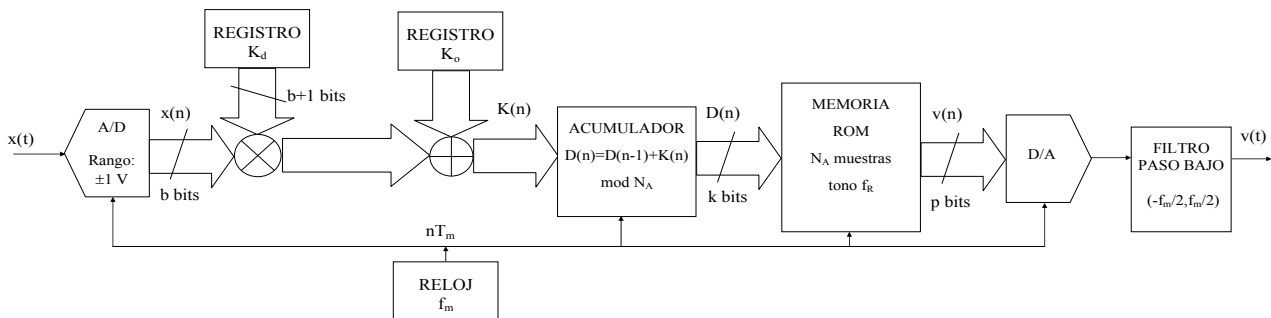 REGISTRO
K_d
REGISTRO
K_o
b+1 bits
x(t)
A/D
Rango:
±1 V
x(n)
b bits
K(n)
ACUMULADOR
D(n)=D(n-1)+K(n)
mod N_A
D(n)
k bits
MEMORIA
ROM
N_A muestras
tono f_R
v(n)
p bits
D/A
FILTRO
PASO BAJO
(-f_m/2,f_m/2)
v(t)
nT_m
RELOJ
f_m